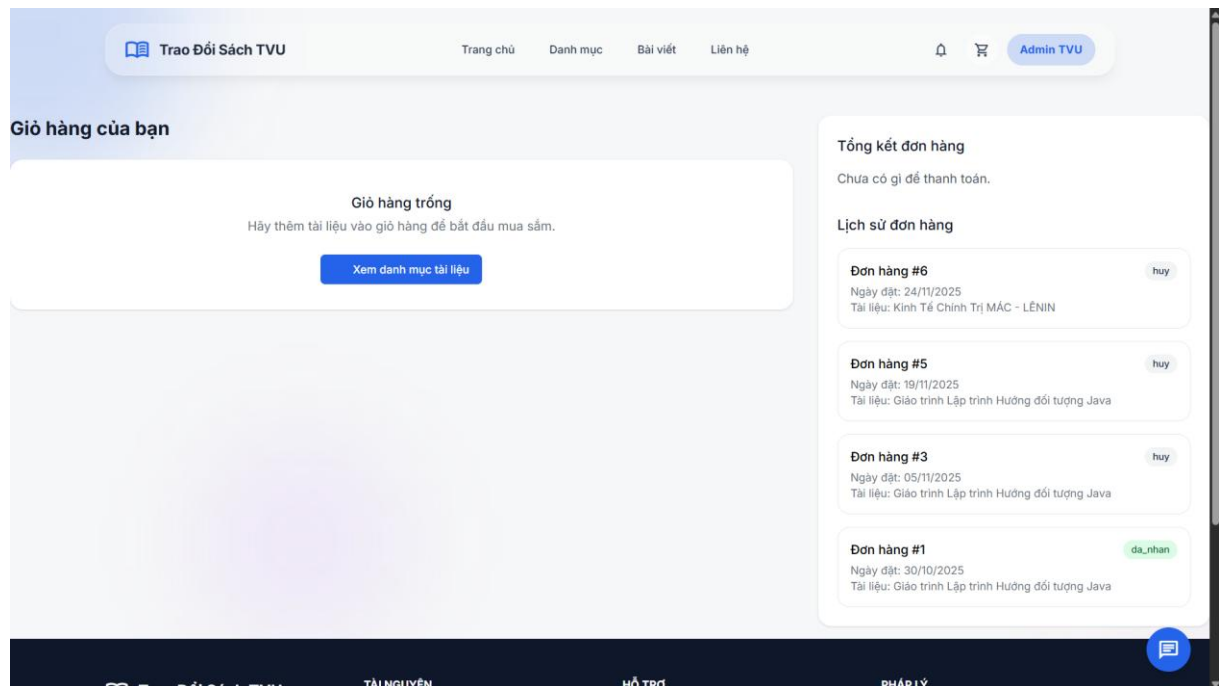 Trao Đổi Sách TVU
Trang chủ
Danh mục
Bài viết
Liên hệ
Admin TVU
Giỏ hàng của bạn
Giỏ hàng trống
Hãy thêm tài liệu vào giỏ hàng để bắt đầu mua sắm.
Xem danh mục tài liệu
Tổng kết đơn hàng
Chưa có gì để thanh toán.
Lịch sử đơn hàng
Đơn hàng #6
huy
Ngày đặt: 24/11/2025
Tài liệu: Kinh Tế Chính Trị MÁC - LÊNIN
Đơn hàng #5
huy
Ngày đặt: 19/11/2025
Tài liệu: Giáo trình Lập trình Hướng đối tượng Java
Đơn hàng #3
huy
Ngày đặt: 05/11/2025
Tài liệu: Giáo trình Lập trình Hướng đối tượng Java
Đơn hàng #1
da_nhan
Ngày đặt: 30/10/2025
Tài liệu: Giáo trình Lập trình Hướng đối tượng Java
Trao Đổi Sách TVU
TÀI NGUYÊN
HỖ TRỢ
PHÁP LÝ